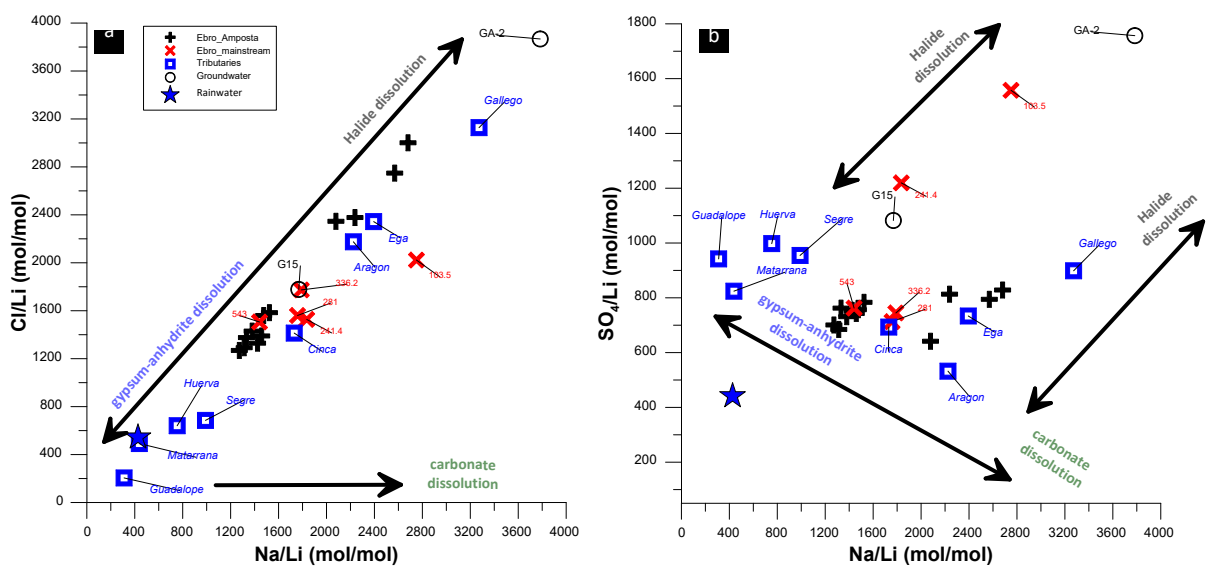 a
Ebro_Amposta
Ebro_mainstream
Tributaries
Groundwater
Rainwater
4000
3600
3200
2800
2400
2000
1600
1200
800
400
0
Cl/Li (mol/mol)
0 400 800 1200 1600 2000 2400 2800 3200 3600 4000
Na/Li (mol/mol)
GA-2
Halide dissolution
Gallego
Ega
Aragon
G15
163.5
336.2
281
543
241.4
Cinca
gypsum-anhydrite dissolution
Huerva
Segre
Matarrana
Guadalope
carbonate
dissolution
b
1800
1600
1400
1200
1000
800
600
400
200
SO4/Li (mol/mol)
0 400 800 1200 1600 2000 2400 2800 3200 3600 4000
Na/Li (mol/mol)
Halide
dissolution
GA-2
163.5
G15
241.4
Guadalope
Huerva
Segre
Matarrana
Halide
dissolution
Gallego
543
336.2
281
Cinca
Ega
Aragon
gypsum-anhydrite
dissolution
carbonate
dissolution